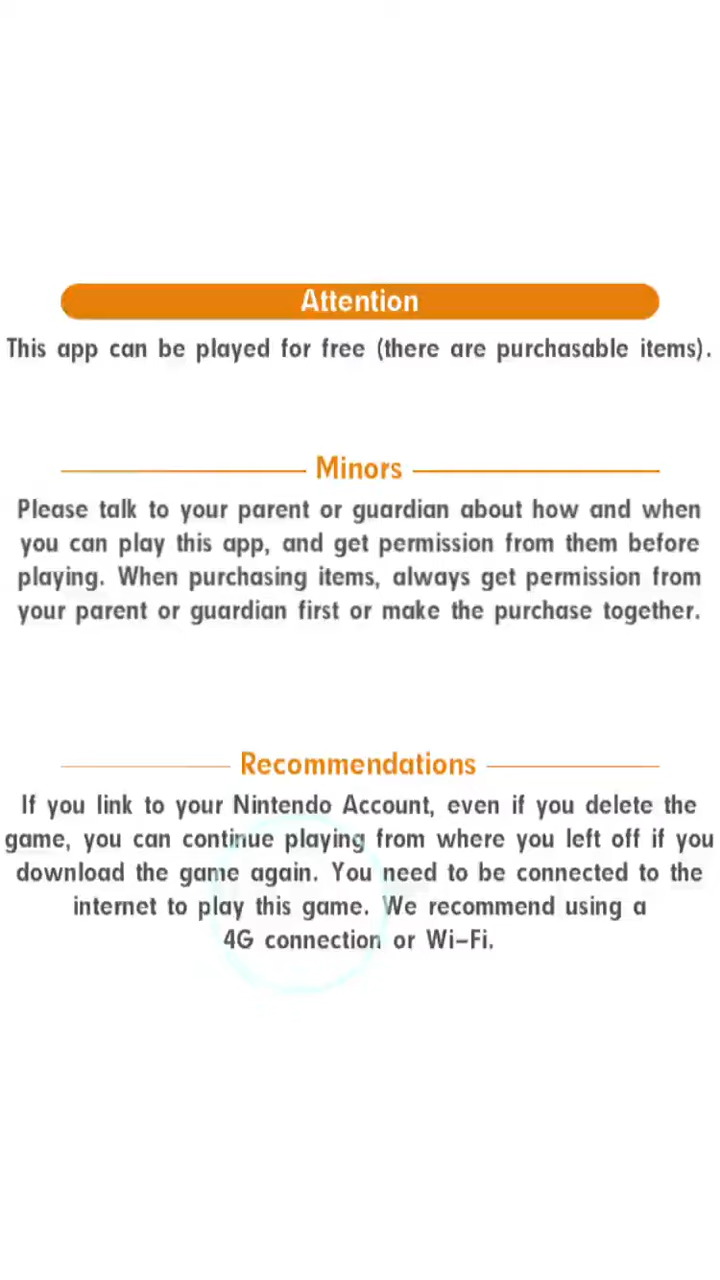 Attention
This app can be played for free (there are purchasable items).
Minors
Please talk to your parent or guardian about how and when
you can play this app, and get permission from them before
playing. When purchasing items, always get permission from
your parent or guardian first or make the purchase together.
Recommendations
If you link to your Nintendo Account, even if you delete the
game, you can continue playing from where you left off if you
download the game again. You need to be connected to the
internet to play this game. We recommend using a
4G connection or Wi-Fi.